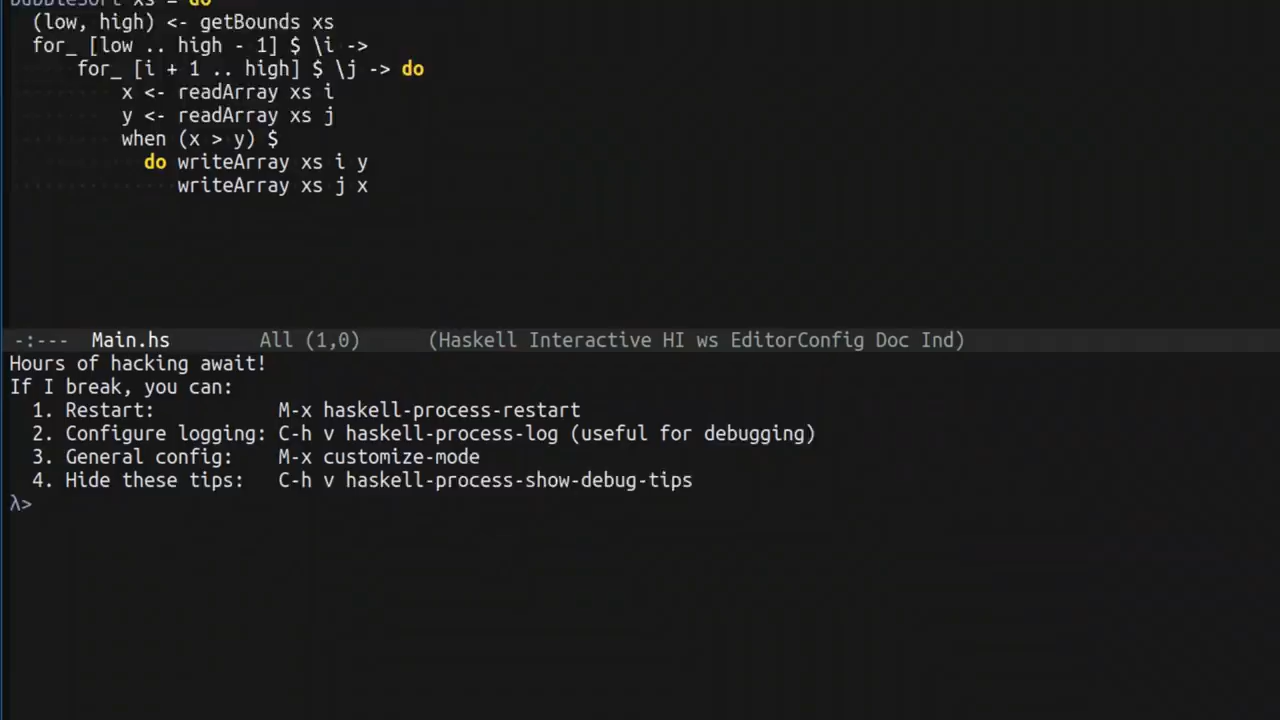 bubbleSort xs = do
  (low, high) <- getBounds xs
  for_ [low .. high - 1] $ \i ->
      for_ [i + 1 .. high] $ \j -> do
          x <- readArray xs i
          y <- readArray xs j
          when (x > y) $
            do writeArray xs i y
               writeArray xs j x
-:---  Main.hs        All (1,0)      (Haskell Interactive HI ws EditorConfig Doc Ind)
Hours of hacking await!
If I break, you can:
  1. Restart:           M-x haskell-process-restart
  2. Configure logging: C-h v haskell-process-log (useful for debugging)
  3. General config:    M-x customize-mode
  4. Hide these tips:   C-h v haskell-process-show-debug-tips
λ>